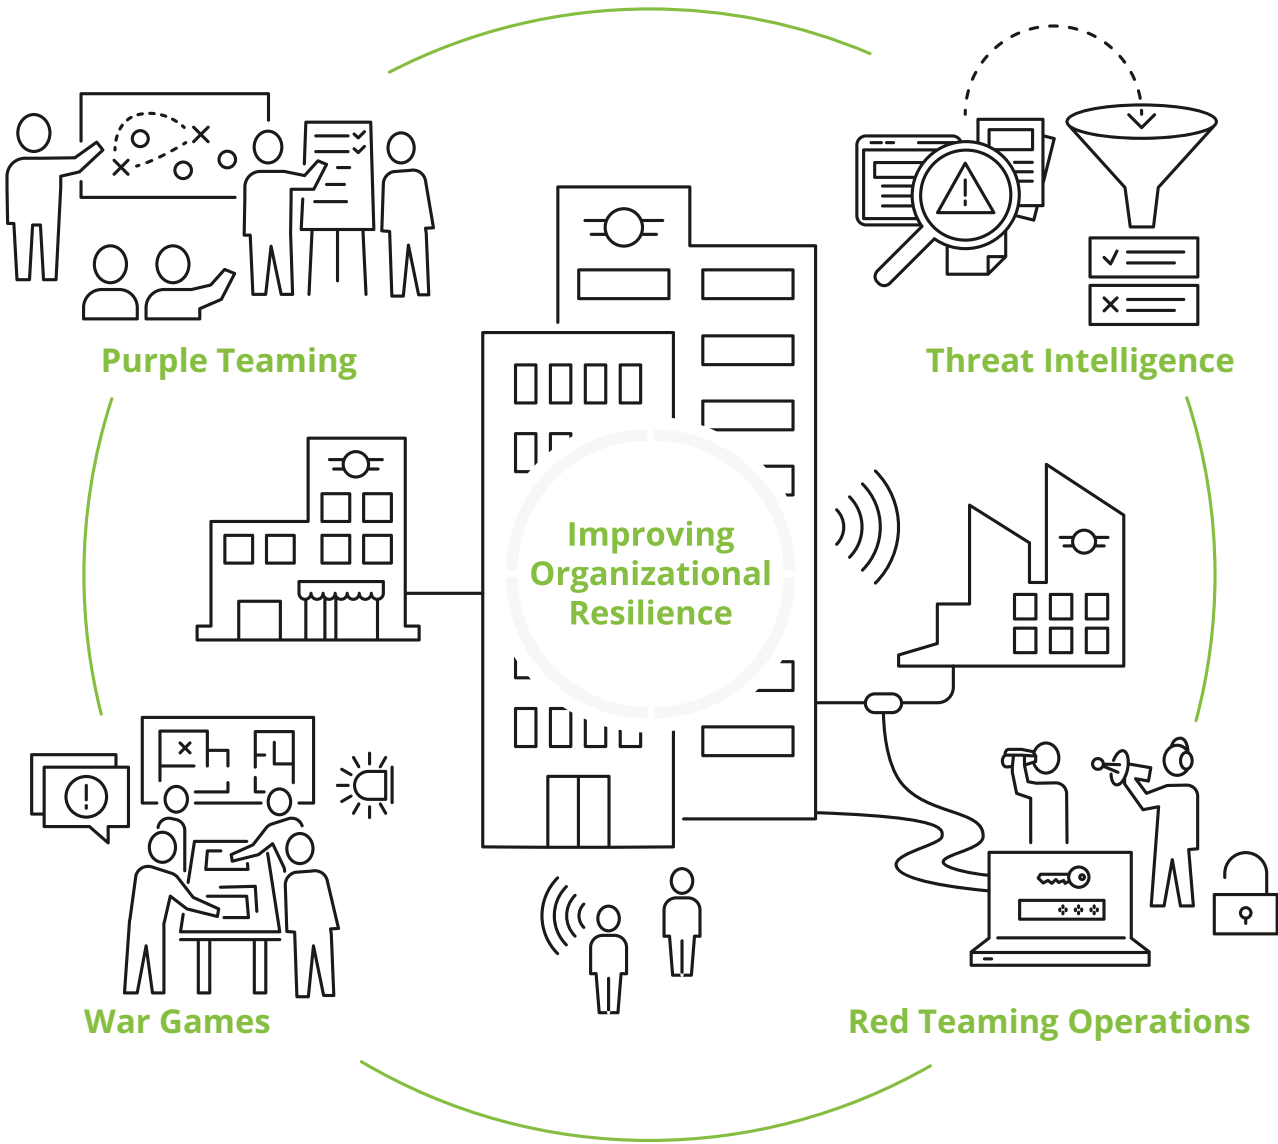 Purple Teaming
Threat Intelligence
Improving
Organizational
Resilience
War Games
Red Teaming Operations